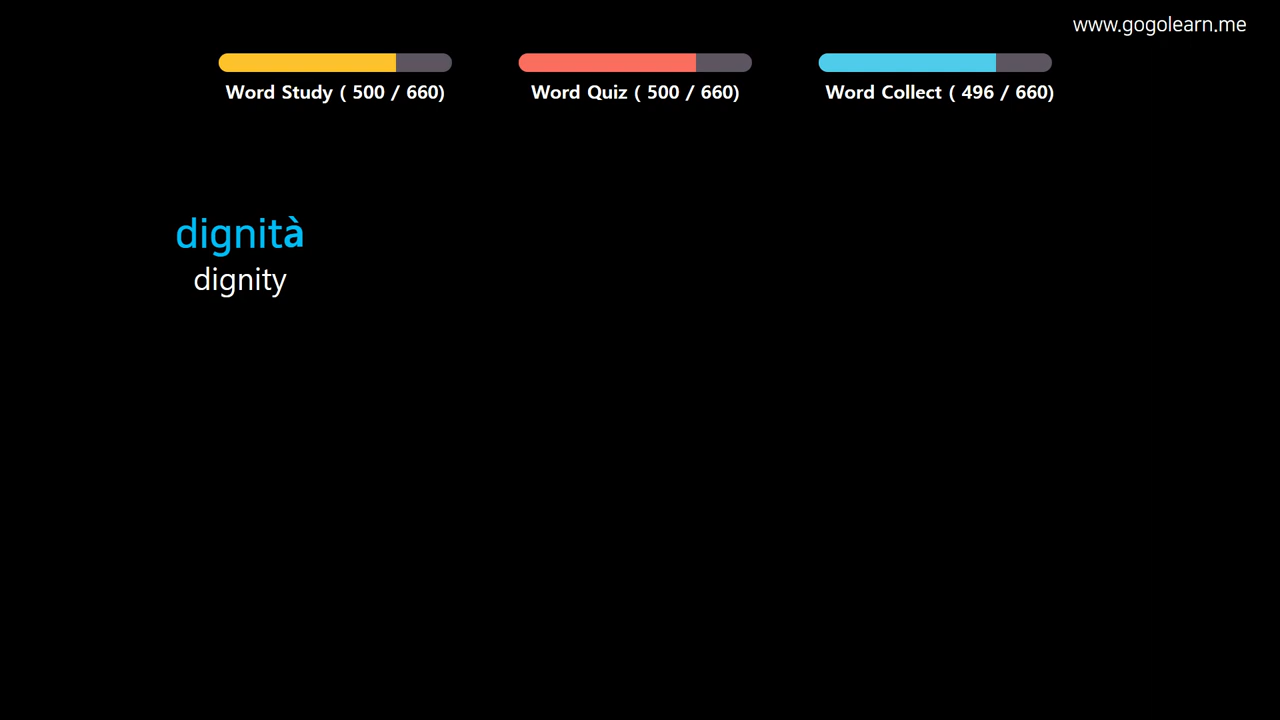 www.gogolearn.me
Word Study ( 500 / 660)
Word Quiz ( 500 / 660)
Word Collect ( 496 / 660)
dignità
dignity